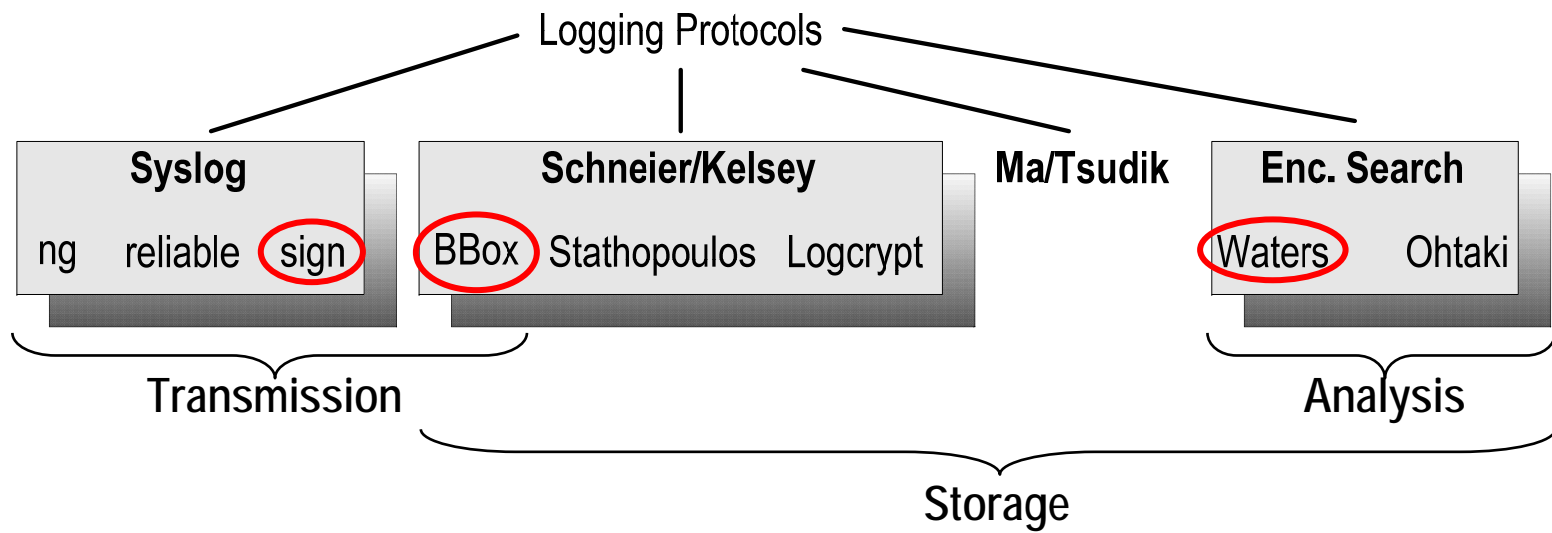 Logging Protocols
Syslog
ng reliable sign
Schneier/Kelsey
BBox Stathopoulos Logcrypt
Ma/Tsudik
Enc. Search
Waters Ohtaki
Transmission
Analysis
Storage